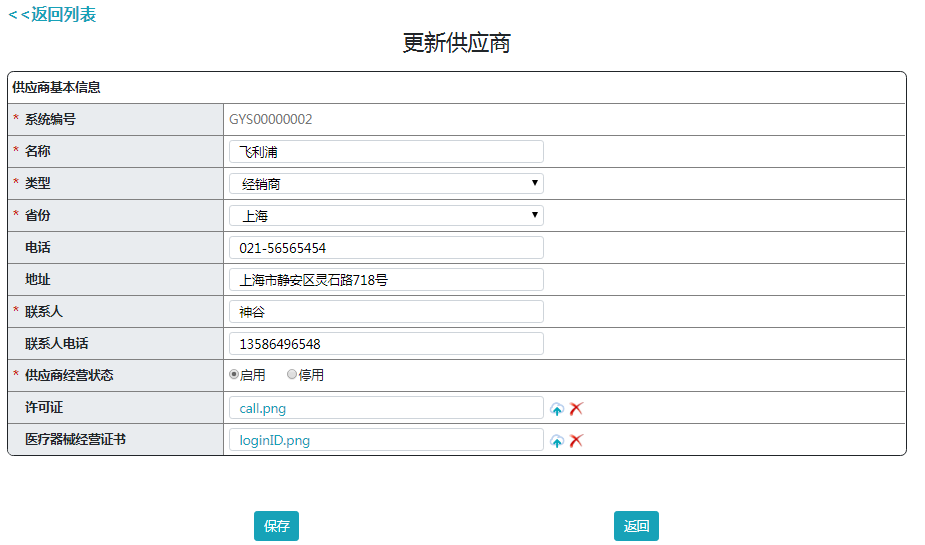 <<返回列表
更新供应商
供应商基本信息
* 系统编号 GYS00000002
* 名称 飞利浦
* 类型 经销商
* 省份 上海
电话 021-56565454
地址 上海市静安区灵石路718号
* 联系人 神谷
联系人电话 13586496548
* 供应商经营状态 启用 停用
许可证 call.png
医疗器械经营证书 loginID.png
保存 返回